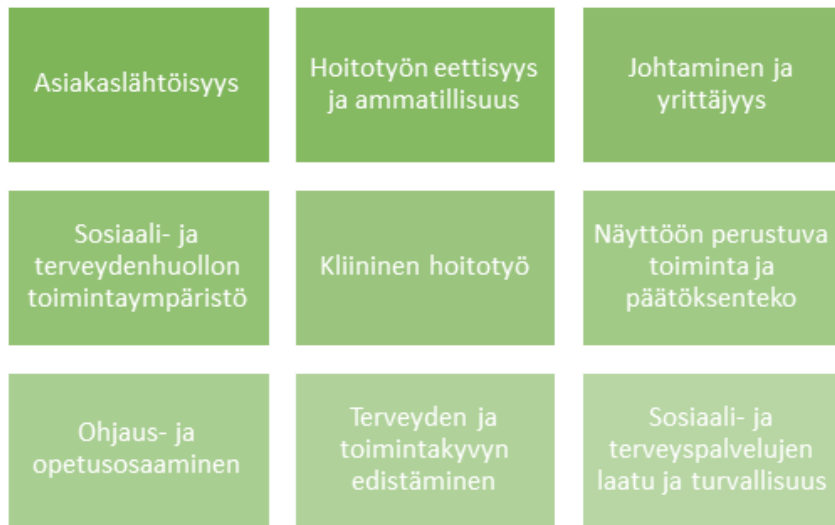 Asiakaslähtöisyys
Hoitotyön eettisyys
ja ammatillisuus
Johtaminen ja
yrittäjyys
Sosiaali- ja
terveydenhuollon
toimintaympäristö
Kliininen hoitotyö
Näyttöön perustuva
toiminta ja
päätöksenteko
Ohjaus- ja
opetusosaaminen
Terveyden ja
toimintakyvyn
edistäminen
Sosiaali- ja
terveyspalvelujen
laatu ja turvallisuus